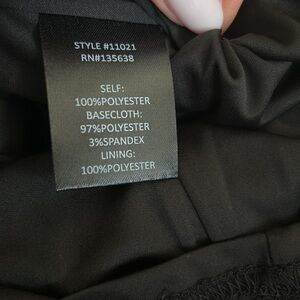 STYLE #11021
RN#135638
SELF:
100%POLYESTER
BASECLOTH:
97%POLYESTER
3%SPANDEX
LINING:
100%POLYESTER